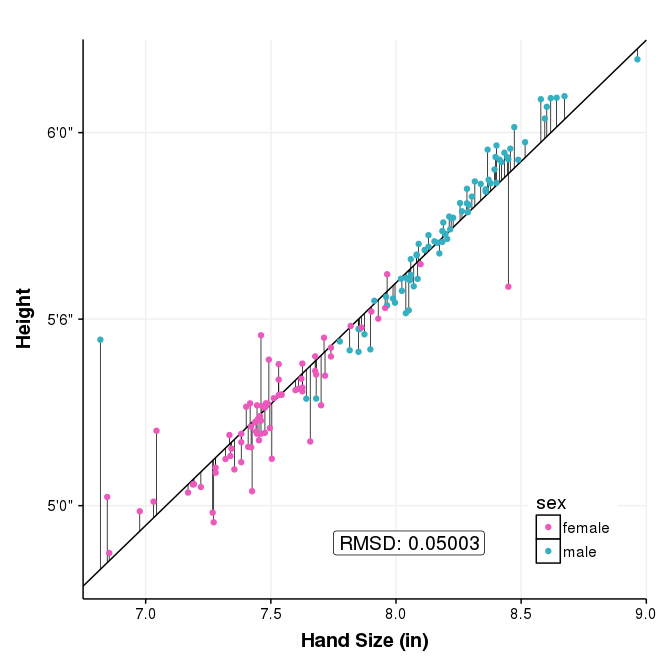 6'0"
5'6"
5'0"
Height
RMSD: 0.05003
sex
female
male
7.0 7.5 8.0 8.5 9.0
Hand Size (in)